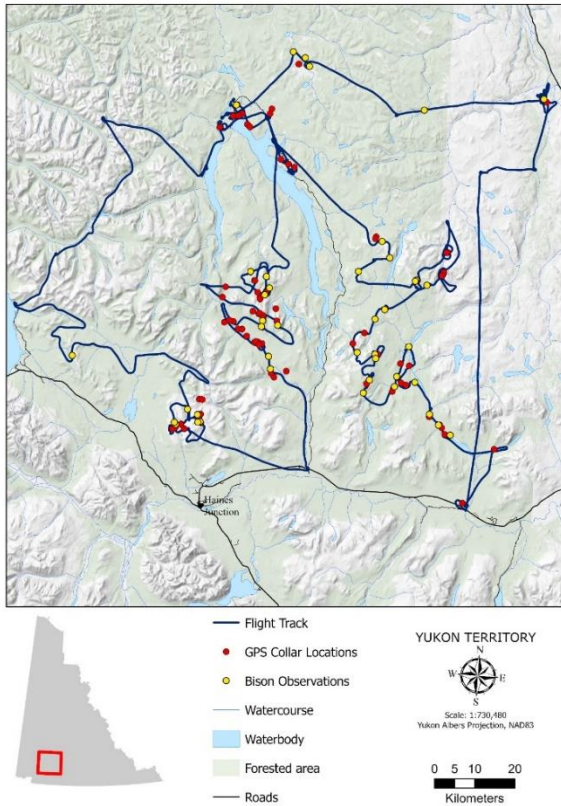 Haines
Junction
Flight Track
GPS Collar Locations
Bison Observations
Watercourse
Waterbody
Forested area
Roads
YUKON TERRITORY
N
W E
S
Scale: 1:730,480
Yukon Albers Projection, NAD83
0 5 10 20
Kilometers